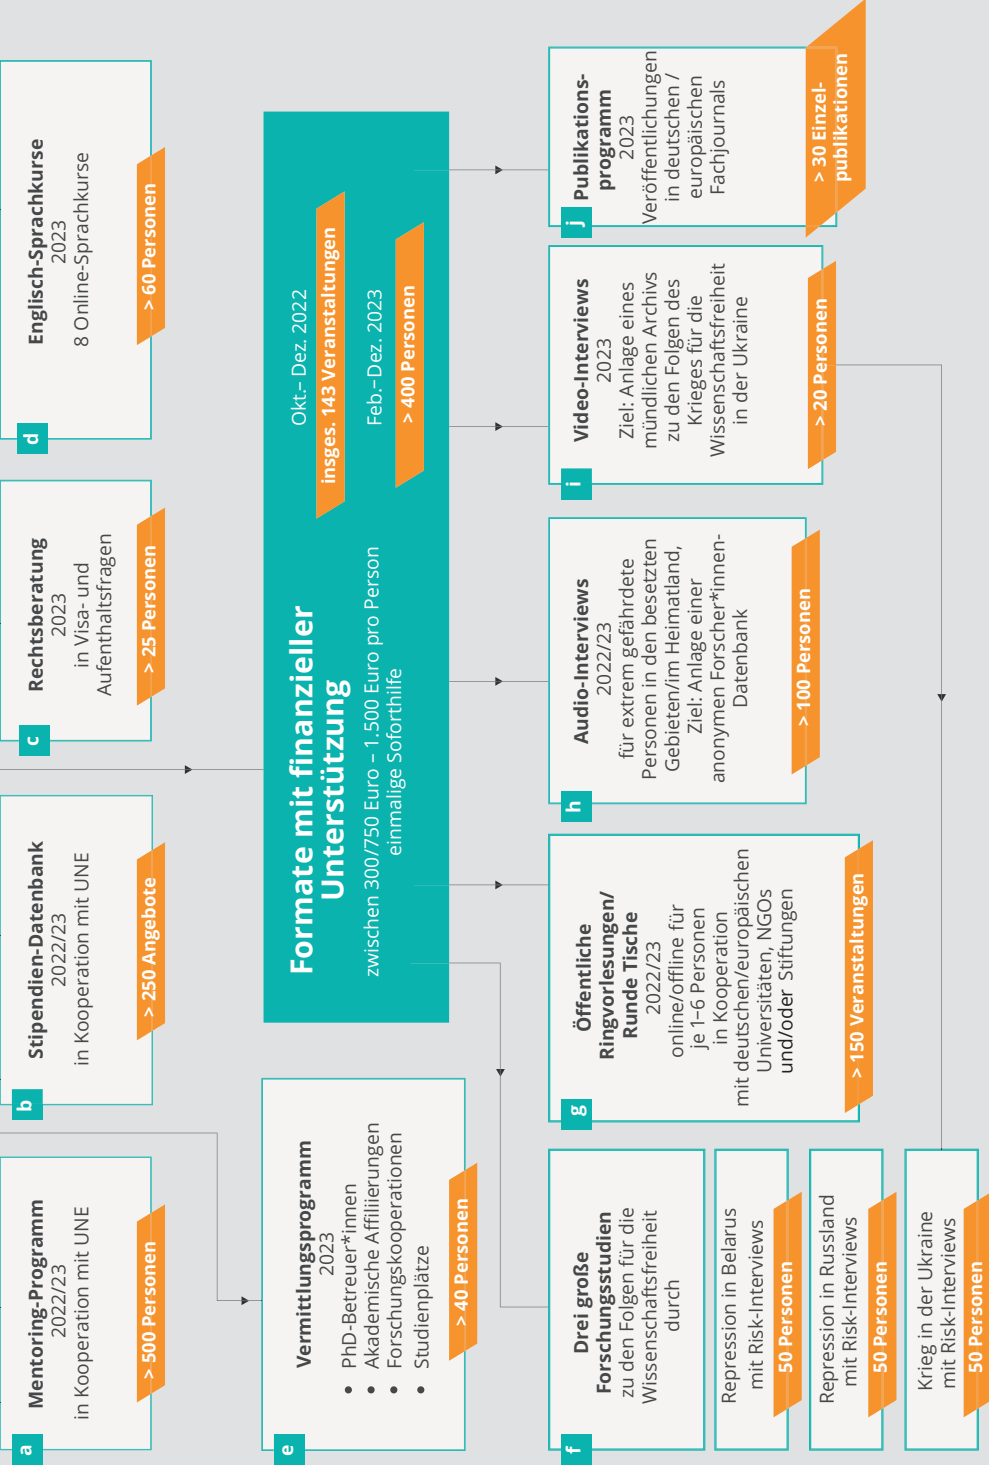 a
Mentoring-Programm
2022/23
in Kooperation mit UNE
> 500 Personen
b
Stipendien-Datenbank
2022/23
in Kooperation mit UNE
> 250 Angebote
c
Rechtsberatung
2023
in Visa- und
Aufenthaltsfragen
> 25 Personen
d
Englisch-Sprachkurse
2023
8 Online-Sprachkurse
> 60 Personen
e
Vermittlungsprogramm
2023
• PhD-Betreuer*innen
• Akademische Affiliierungen
• Forschungskooperationen
• Studienplätze
> 40 Personen
Formate mit finanzieller
Unterstützung
zwischen 300/750 Euro – 1.500 Euro pro Person
einmalige Soforthilfe
Okt.– Dez. 2022
insges. 143 Veranstaltungen
Feb.– Dez. 2023
> 400 Personen
f
Drei große
Forschungsstudien
zu den Folgen für die
Wissenschaftsfreiheit
durch
Repression in Belarus
mit Risk-Interviews
50 Personen
Repression in Russland
mit Risk-Interviews
50 Personen
Krieg in der Ukraine
mit Risk-Interviews
50 Personen
g
Öffentliche
Ringvorlesungen/
Runde Tische
2022/23
online/offline für
je 1–6 Personen
in Kooperation
mit deutschen/europäischen
Universitäten, NGOs
und/oder Stiftungen
> 150 Veranstaltungen
h
Audio-Interviews
2022/23
für extrem gefährdete
Personen in den besetzten
Gebieten/im Heimatland,
Ziel: Anlage einer
anonymen Forscher*innen-
Datenbank
> 100 Personen
i
Video-Interviews
2023
Ziel: Anlage eines
mündlichen Archivs
zu den Folgen des
Krieges für die
Wissenschaftsfreiheit
in der Ukraine
> 20 Personen
j
Publikations-
programm
2023
Veröffentlichungen
in deutschen /
europäischen
Fachjournals
> 30 Einzel-
publikationen